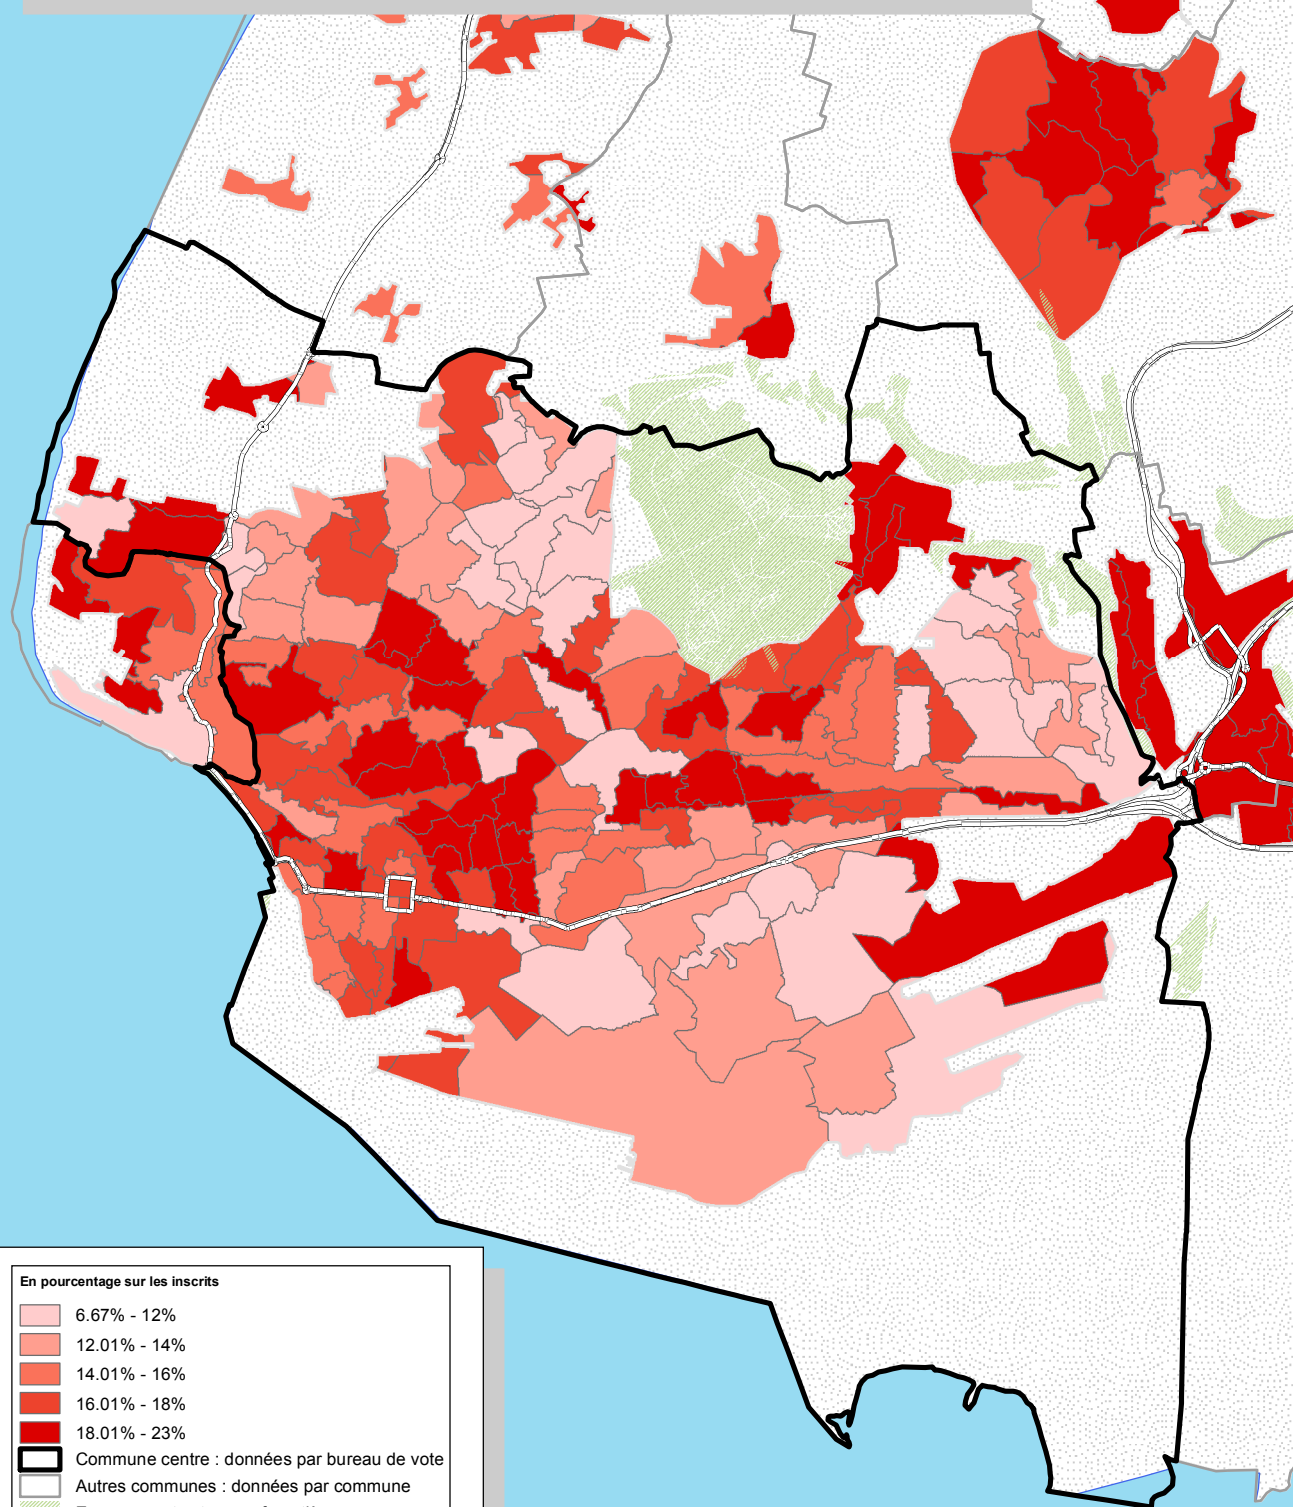 En pourcentage sur les inscrits
6.67% - 12%
12.01% - 14%
14.01% - 16%
16.01% - 18%
18.01% - 23%
Commune centre : données par bureau de vote
Autres communes : données par commune